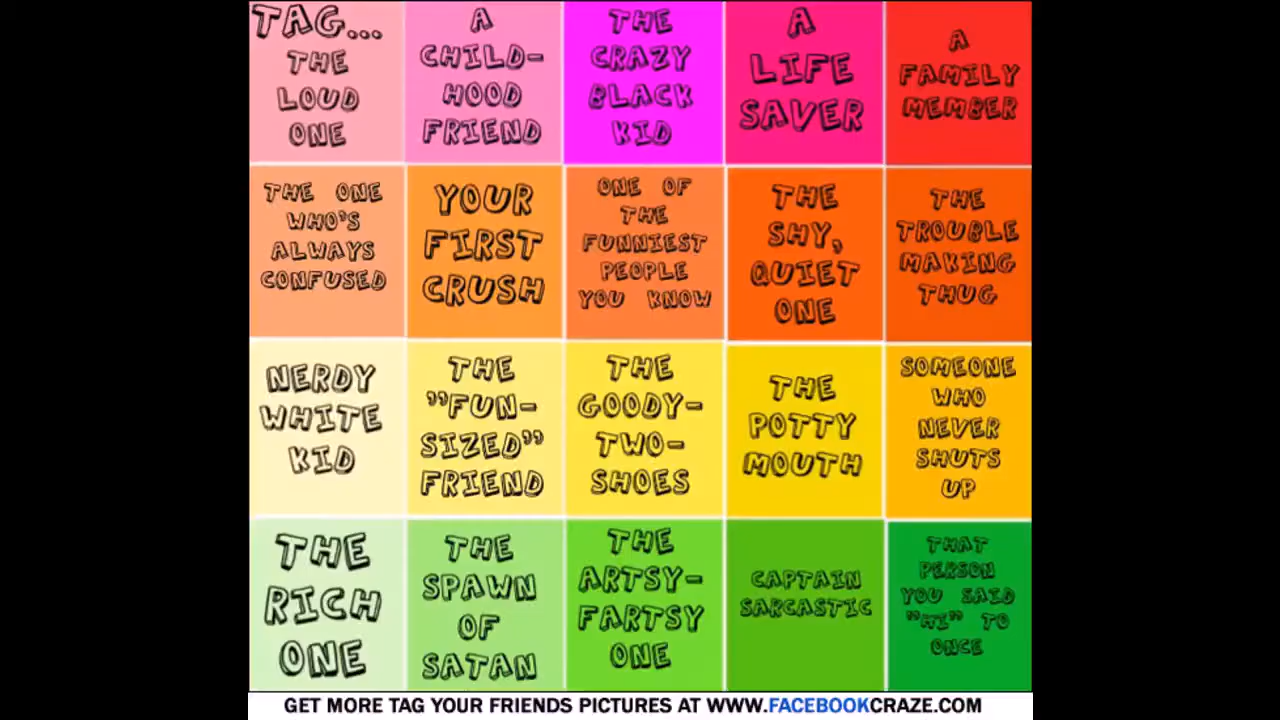 TAG...
THE
LOUD
ONE
A
CHILD-
HOOD
FRIEND
THE
CRAZY
BLACK
KID
A
LIFE
SAVER
A
FAMILY
MEMBER
THE ONE
WHO'S
ALWAYS
CONFUSED
YOUR
FIRST
CRUSH
ONE OF
THE
FUNNIEST
PEOPLE
YOU KNOW
THE
SHY,
QUIET
ONE
THE
TROUBLE
MAKING
THUG
NERDY
WHITE
KID
THE
"FUN-
SIZED"
FRIEND
THE
GOODY-
TWO-
SHOES
THE
POTTY
MOUTH
SOMEONE
WHO
NEVER
SHUTS
UP
THE
RICH
ONE
THE
SPAWN
OF
SATAN
THE
ARTSY-
FARTSY
ONE
CAPTAIN
SARCASTIC
THAT
PERSON
YOU SAID
"HI" TO
ONCE
GET MORE TAG YOUR FRIENDS PICTURES AT WWW.FACEBOOKCRAZE.COM